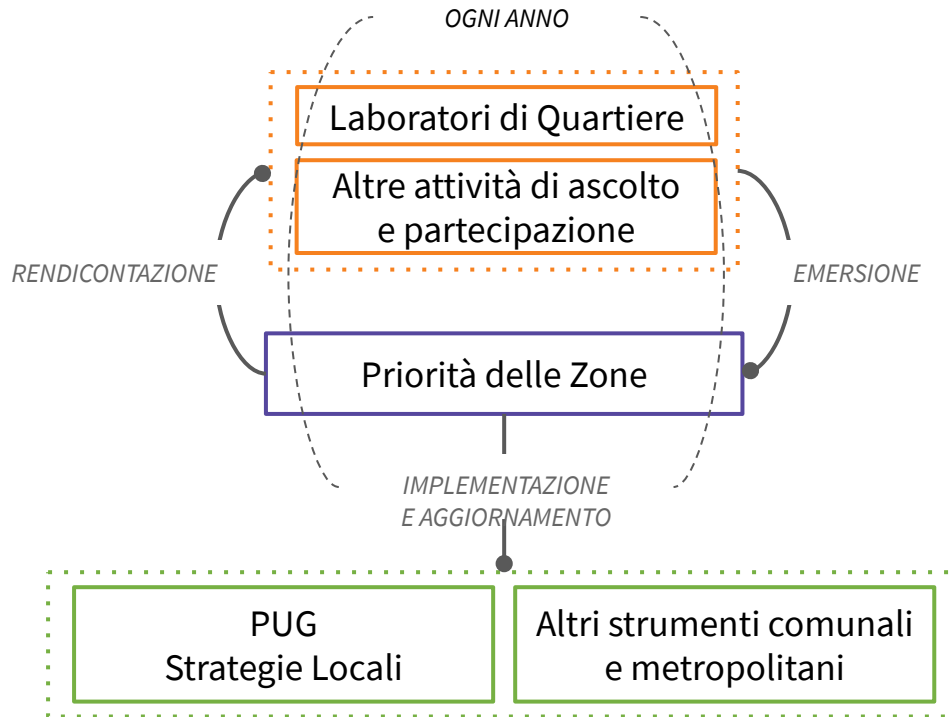 OGNI ANNO
Laboratori di Quartiere
Altre attività di ascolto
e partecipazione
RENDICONTAZIONE
EMERSIONE
Priorità delle Zone
IMPLEMENTAZIONE
E AGGIORNAMENTO
PUG
Strategie Locali
Altri strumenti comunali
e metropolitani